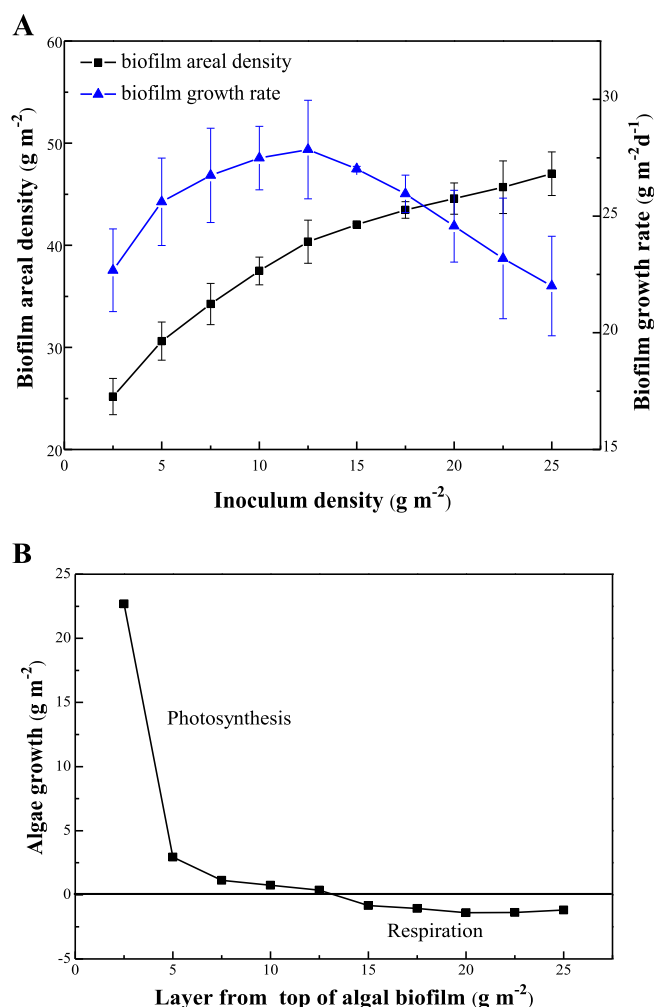 A
biofilm areal density
biofilm growth rate
Biofilm areal density (g m⁻²)
60
50
40
30
20
Biofilm growth rate (g m⁻²d⁻¹)
30
25
20
15
0 5 10 15 20 25
Inoculum density (g m⁻²)
B
Algae growth (g m⁻²)
25
20
15
10
5
0
-5
Photosynthesis
Respiration
5 10 15 20 25
Layer from top of algal biofilm (g m⁻²)